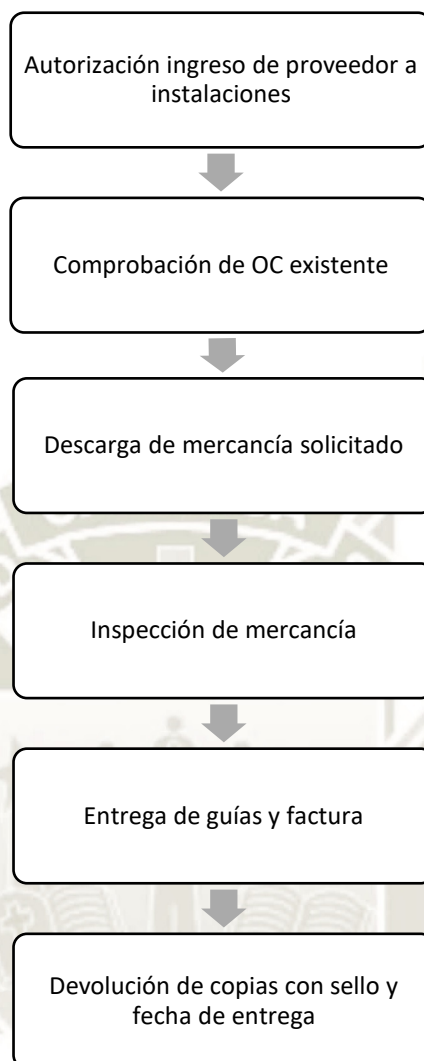 Autorización ingreso de proveedor a
instalaciones
Comprobación de OC existente
Descarga de mercancía solicitado
Inspección de mercancía
Entrega de guías y factura
Devolución de copias con sello y
fecha de entrega